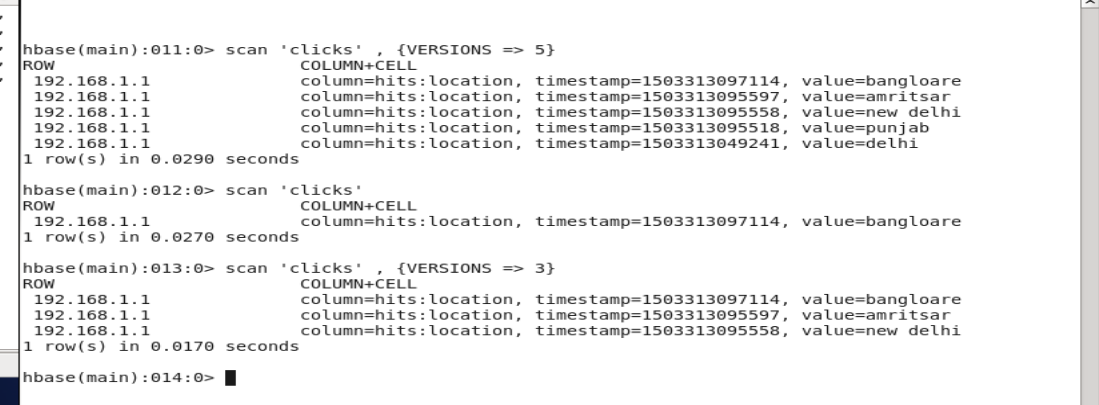 hbase(main):011:0> scan 'clicks' , {VERSIONS => 5}
ROW                        COLUMN+CELL
 192.168.1.1               column=hits:location, timestamp=1503313097114, value=bangloare
 192.168.1.1               column=hits:location, timestamp=1503313095597, value=amritsar
 192.168.1.1               column=hits:location, timestamp=1503313095558, value=new delhi
 192.168.1.1               column=hits:location, timestamp=1503313095518, value=punjab
 192.168.1.1               column=hits:location, timestamp=1503313049241, value=delhi
1 row(s) in 0.0290 seconds

hbase(main):012:0> scan 'clicks'
ROW                        COLUMN+CELL
 192.168.1.1               column=hits:location, timestamp=1503313097114, value=bangloare
1 row(s) in 0.0270 seconds

hbase(main):013:0> scan 'clicks' , {VERSIONS => 3}
ROW                        COLUMN+CELL
 192.168.1.1               column=hits:location, timestamp=1503313097114, value=bangloare
 192.168.1.1               column=hits:location, timestamp=1503313095597, value=amritsar
 192.168.1.1               column=hits:location, timestamp=1503313095558, value=new delhi
1 row(s) in 0.0170 seconds

hbase(main):014:0>